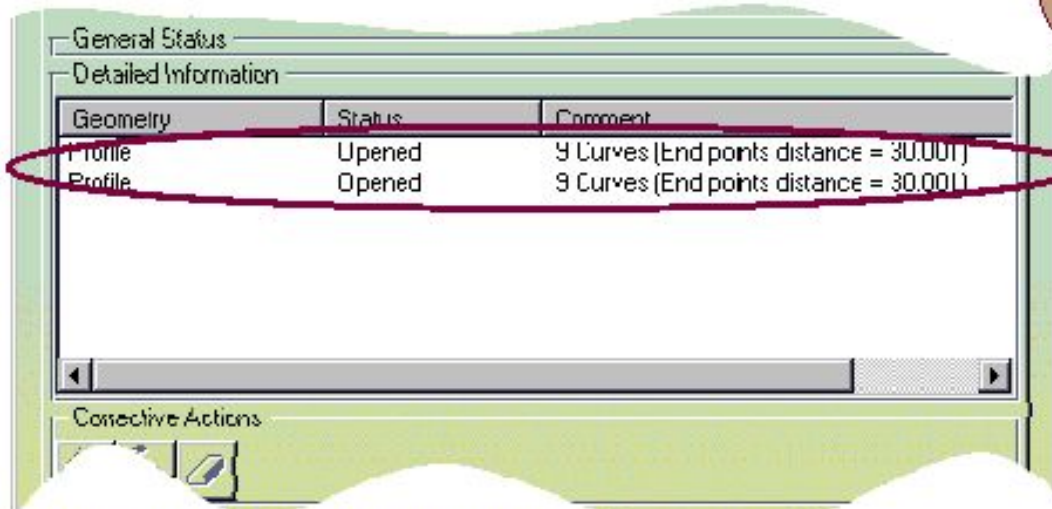 General Status
Detailed Information
Geometry Status Comment
Profile Opened 9 Curves (End points distance = 30.001)
Profile Opened 9 Curves (End points distance = 30.001)
Corrective Actions